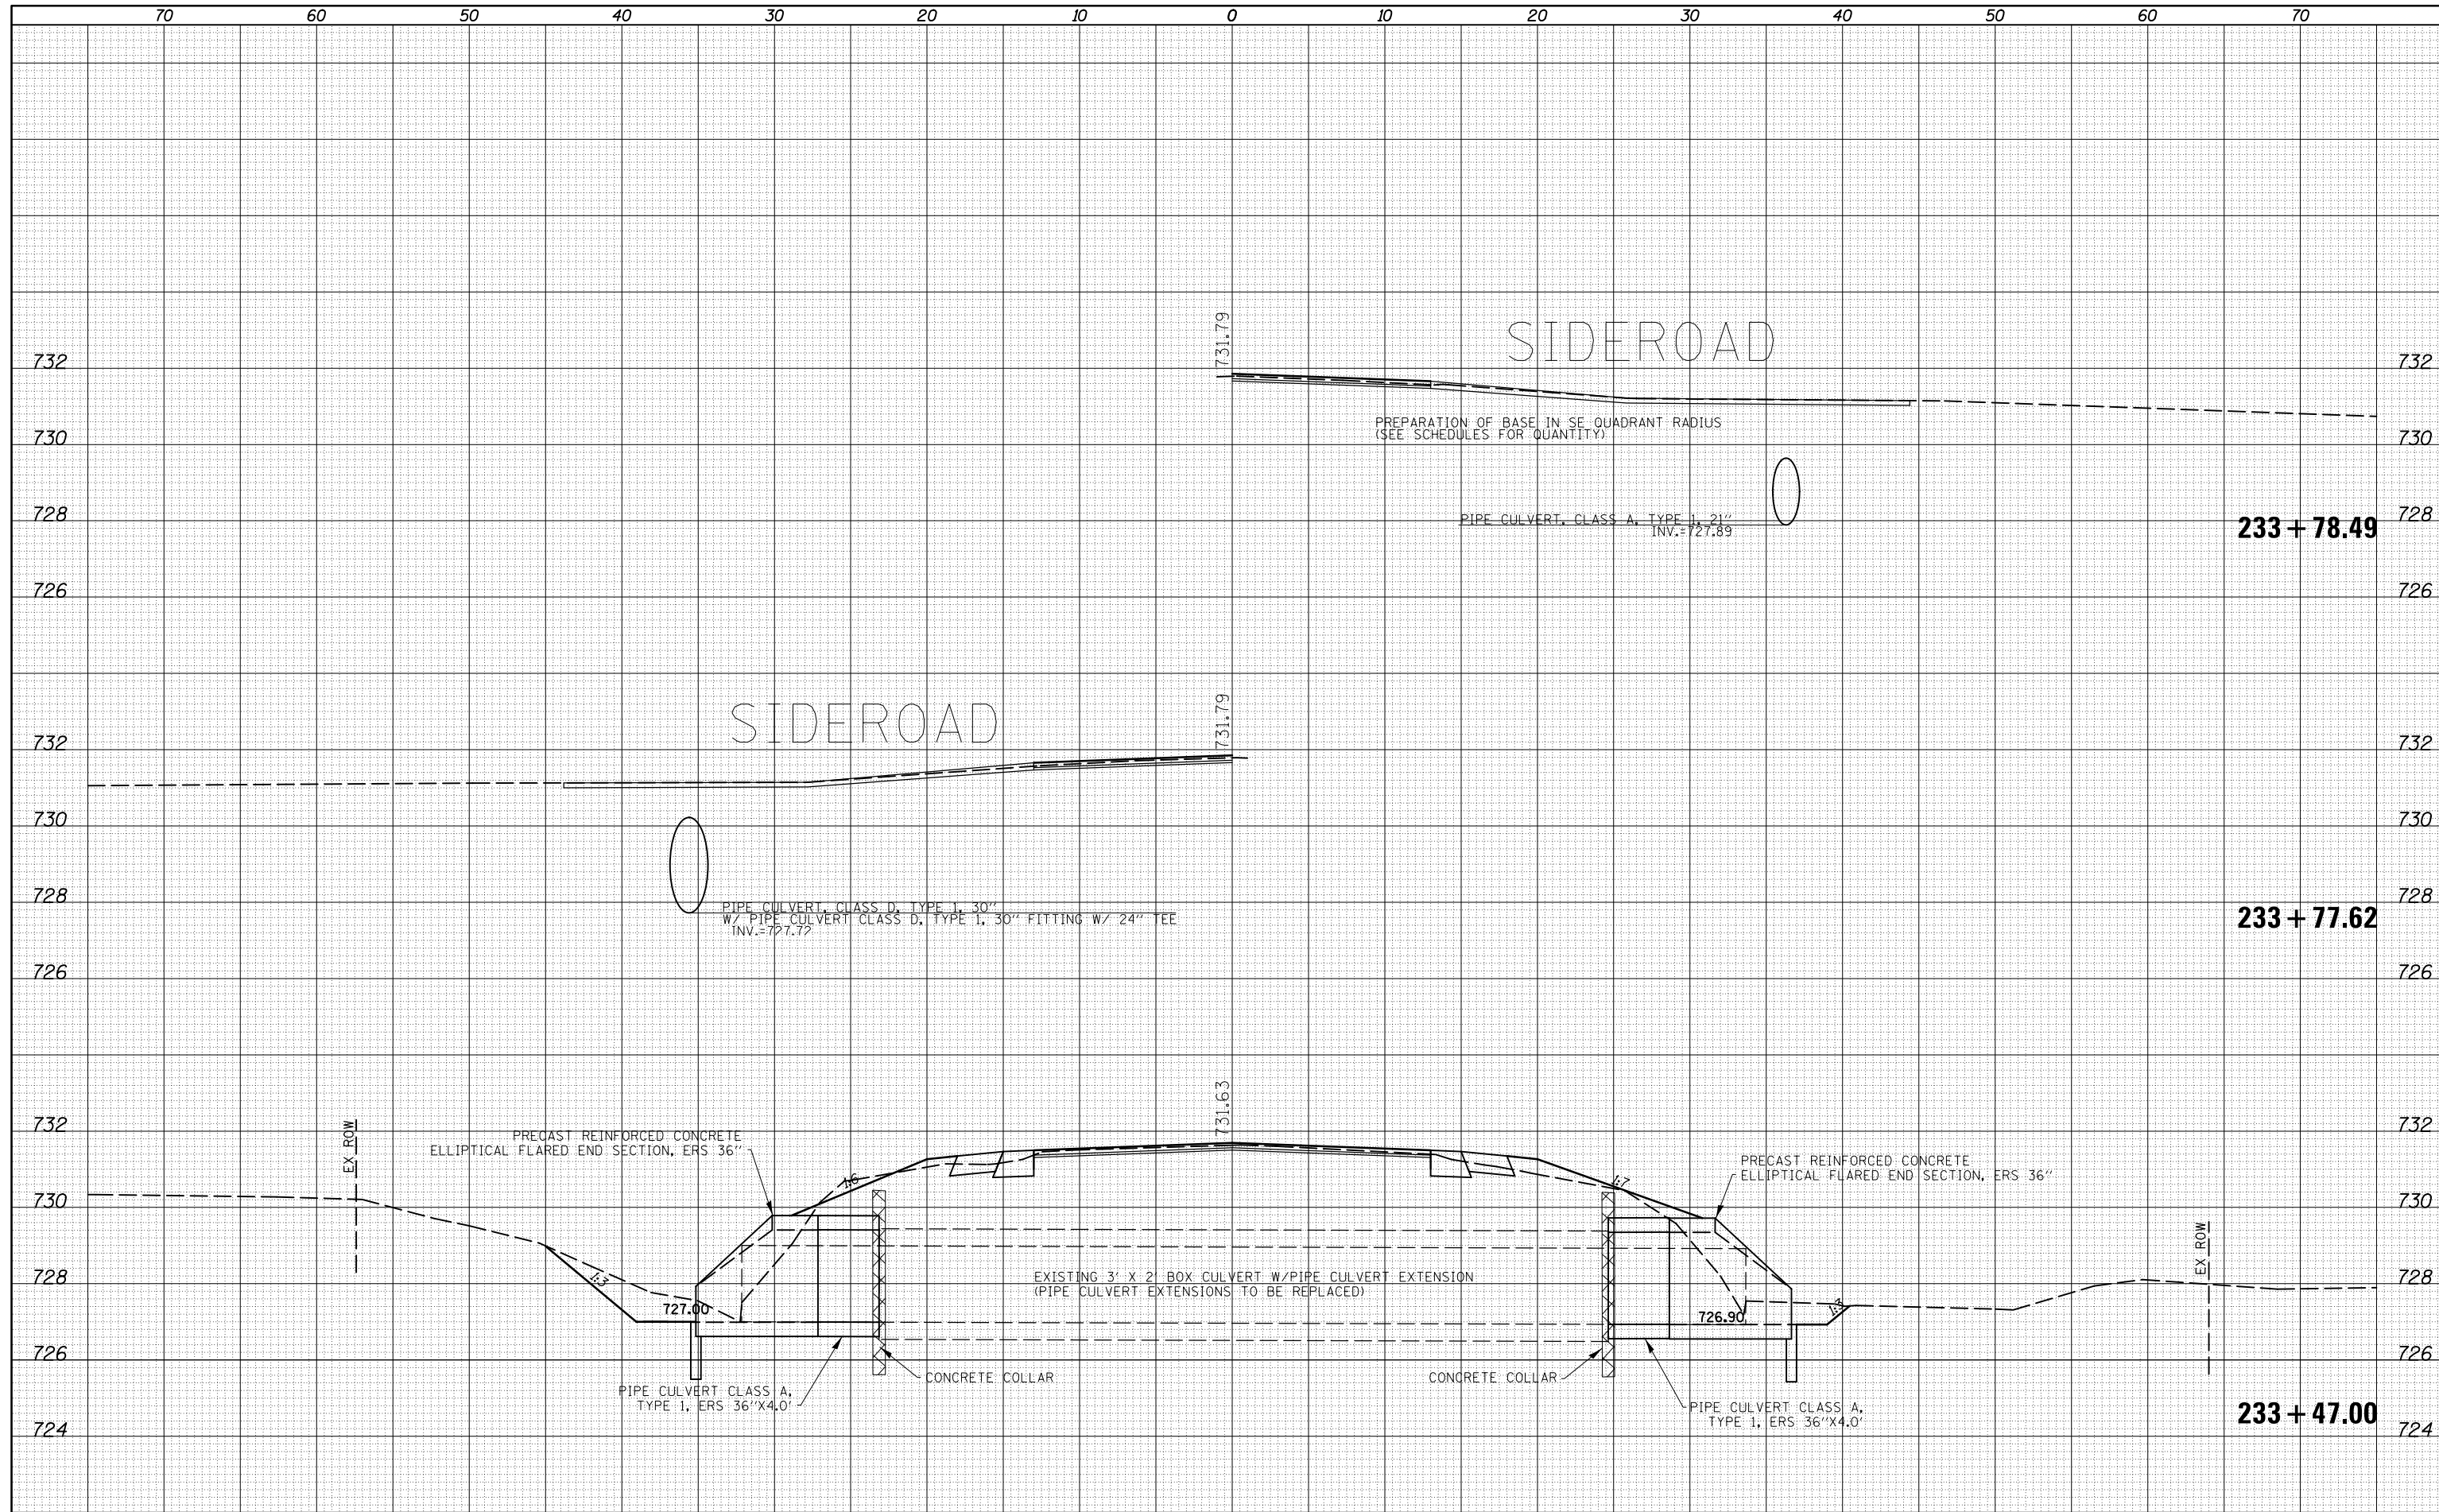 70 60 50 40 30 20 10 0 10 20 30 40 50 60 70
731.79
SIDEROAD
732 732
PREPARATION OF BASE IN SE QUADRANT RADIUS
(SEE SCHEDULES FOR QUANTITY)
730 730
PIPE CULVERT, CLASS A, TYPE 1, 21"
INV.=727.89
728 728
233+78.49
726 726
731.79
SIDEROAD
732 732
730 730
728 728
PIPE CULVERT, CLASS D, TYPE 1, 30"
W/ PIPE CULVERT CLASS D, TYPE 1, 30" FITTING W/ 24" TEE
INV.=727.72
233+77.62
726 726
731.63
732 732
EX ROW
PRECAST REINFORCED CONCRETE
ELLIPTICAL FLARED END SECTION, ERS 36"
PRECAST REINFORCED CONCRETE
ELLIPTICAL FLARED END SECTION, ERS 36"
1:6
1:7
730 730
EX ROW
728 728
1:3
EXISTING 3' X 2' BOX CULVERT W/PIPE CULVERT EXTENSION
(PIPE CULVERT EXTENSIONS TO BE REPLACED)
727.00
726.90
1:3
726 726
CONCRETE COLLAR
CONCRETE COLLAR
PIPE CULVERT CLASS A,
TYPE 1, ERS 36"X4.0'
PIPE CULVERT CLASS A,
TYPE 1, ERS 36"X4.0'
233+47.00
724 724